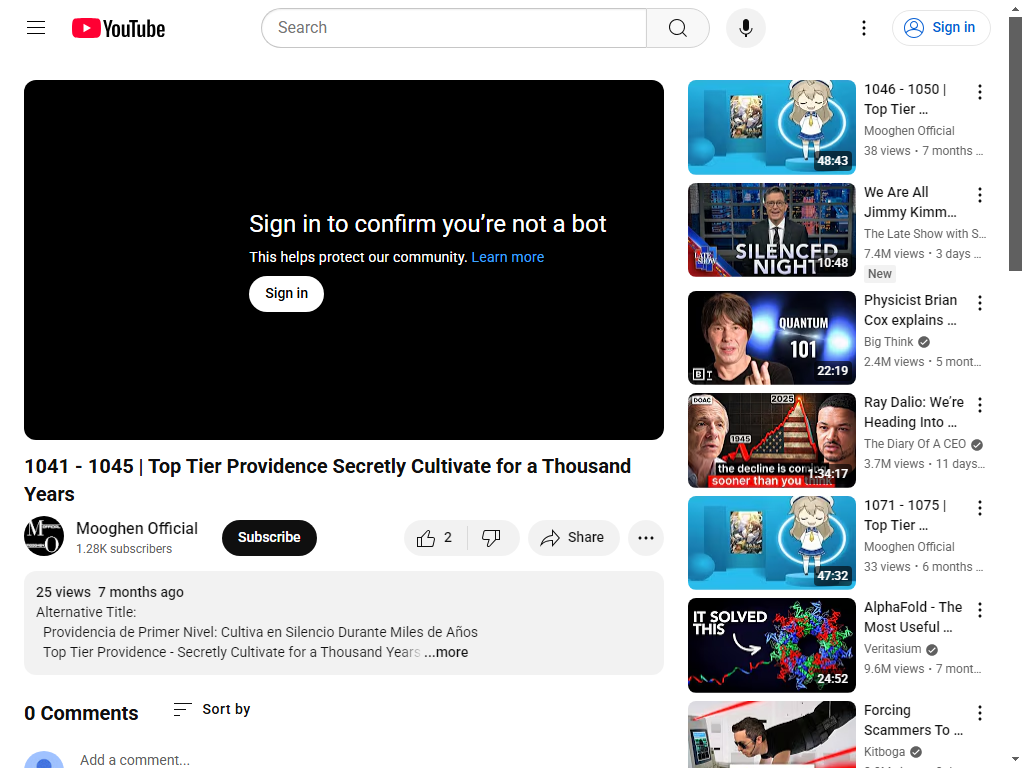 YouTube
Search
Sign in
Sign in to confirm you’re not a bot
This helps protect our community. Learn more
Sign in
1041 - 1045 | Top Tier Providence Secretly Cultivate for a Thousand
Years
Mooghen Official
1.28K subscribers
Subscribe
2
Share
25 views 7 months ago
Alternative Title:
Providencia de Primer Nivel: Cultiva en Silencio Durante Miles de Años
Top Tier Providence - Secretly Cultivate for a Thousand Years ...more
0 Comments
Sort by
Add a comment...
48:43
1046 - 1050 |
Top Tier ...
Mooghen Official
38 views • 7 months ...
LATE SHOW
SILENCED
NIGHT
10:48
We Are All
Jimmy Kimm...
The Late Show with S...
7.4M views • 3 days ...
New
QUANTUM
101
22:19
Physicist Brian
Cox explains ...
Big Think
2.4M views • 5 mont...
DOAC
2025
1945
the decline is coming
sooner than you think
1:34:17
Ray Dalio: We’re
Heading Into ...
The Diary Of A CEO
3.7M views • 11 days...
47:32
1071 - 1075 |
Top Tier ...
Mooghen Official
33 views • 6 months ...
IT SOLVED
THIS
24:52
AlphaFold - The
Most Useful ...
Veritasium
9.6M views • 7 mont...
Forcing
Scammers To ...
Kitboga